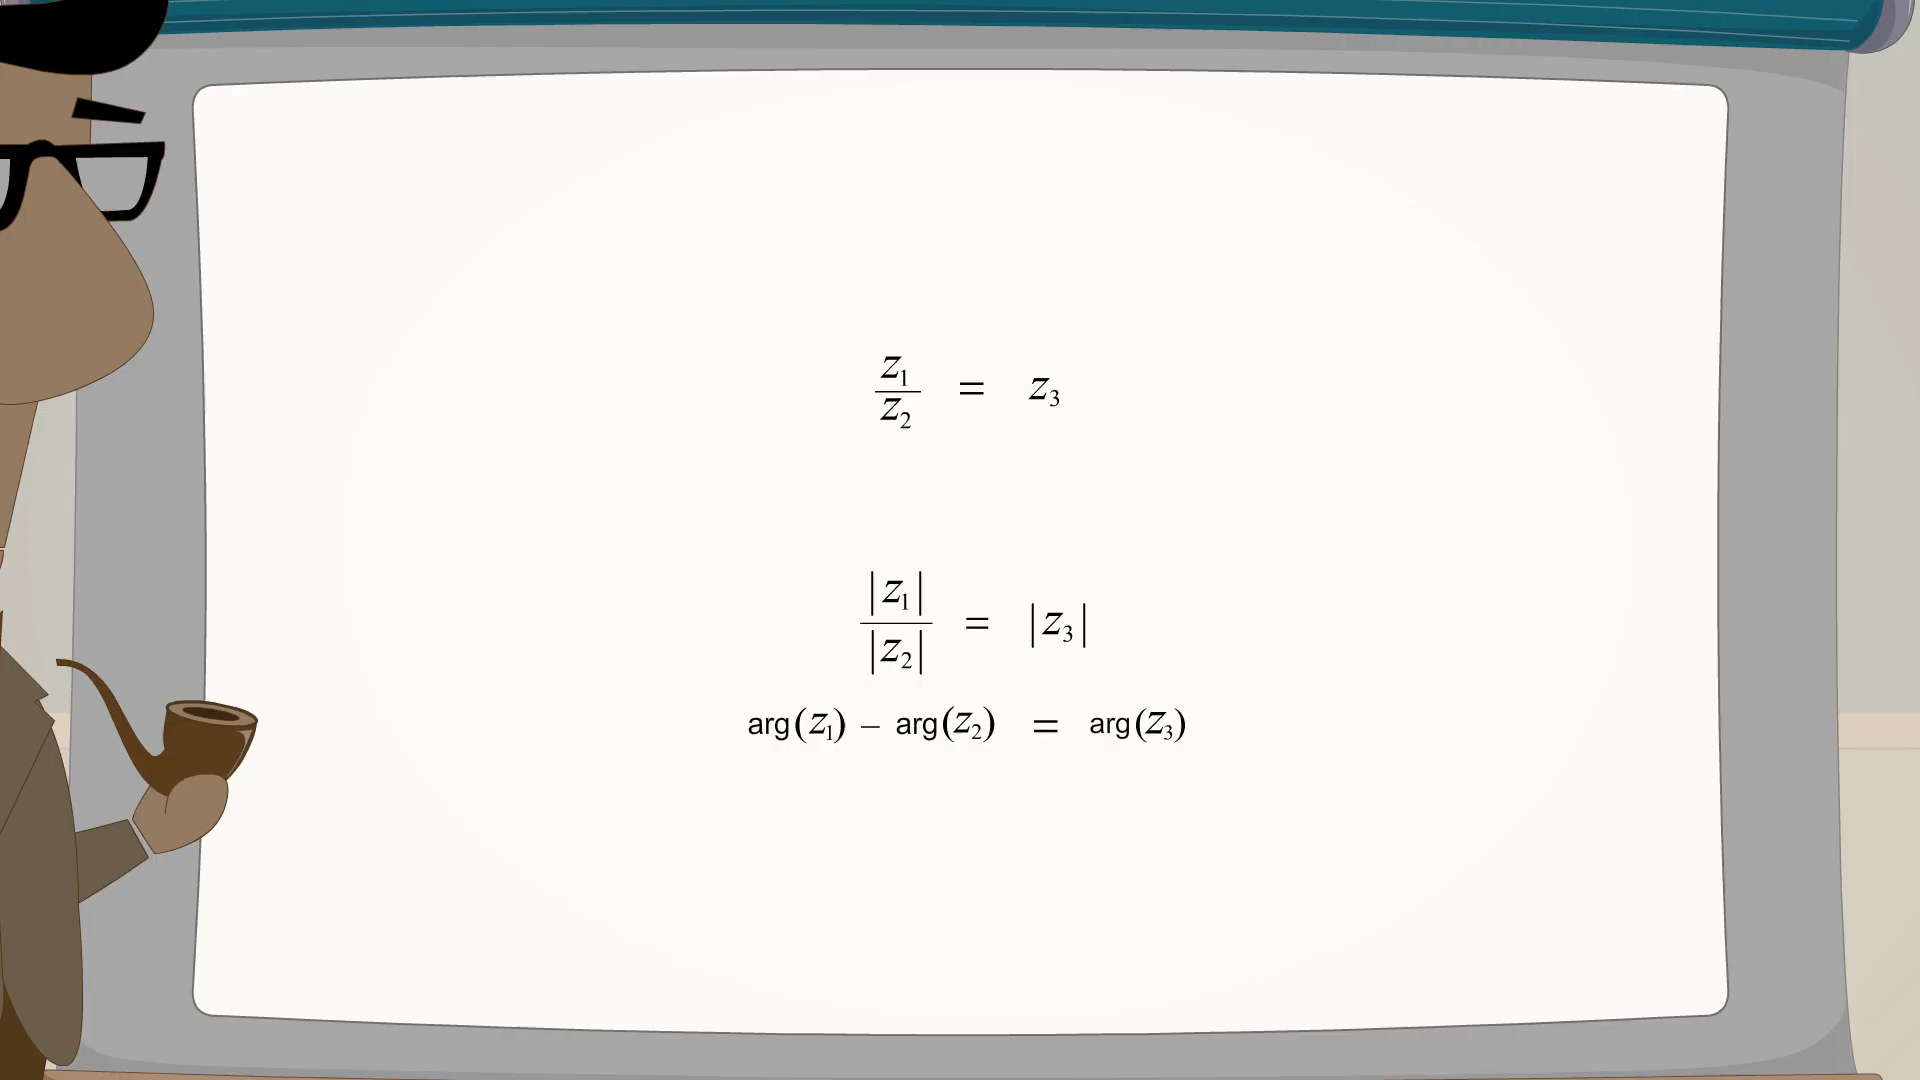 z₁/z₂ = z₃
|z₁|/|z₂| = |z₃|
arg(z₁) – arg(z₂) = arg(z₃)